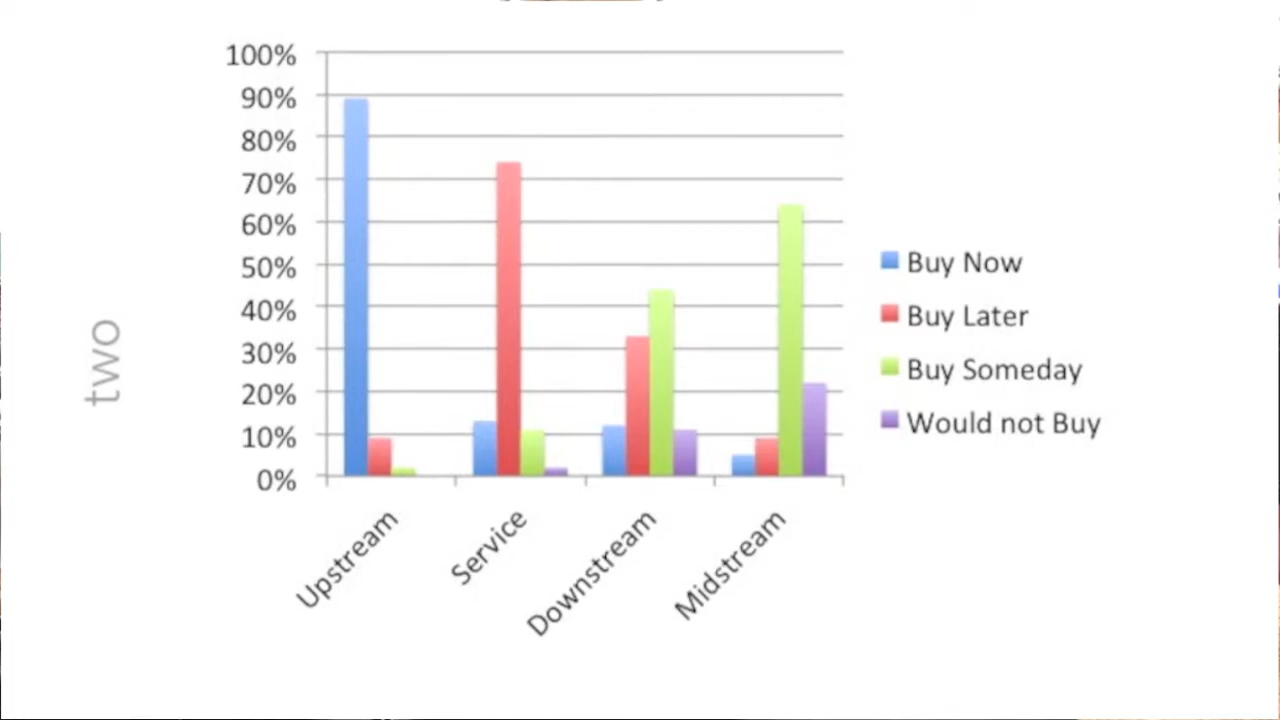 two
100%
90%
80%
70%
60%
50%
40%
30%
20%
10%
0%
Upstream
Service
Downstream
Midstream
Buy Now
Buy Later
Buy Someday
Would not Buy